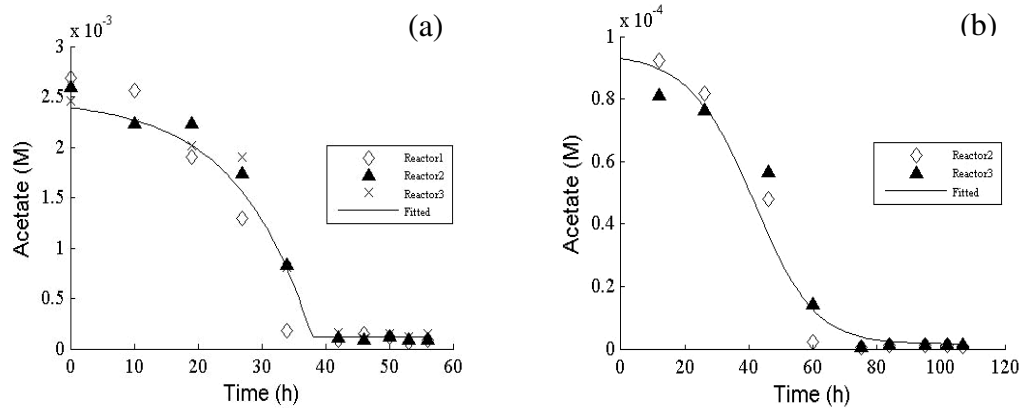 x 10⁻³
(a)
3
2.5
2
1.5
1
0.5
0
Acetate (M)
0 10 20 30 40 50 60
Time (h)
Reactor1
Reactor2
Reactor3
Fitted
x 10⁻⁴
(b)
1
0.8
0.6
0.4
0.2
0
Acetate (M)
0 20 40 60 80 100 120
Time (h)
Reactor2
Reactor3
Fitted